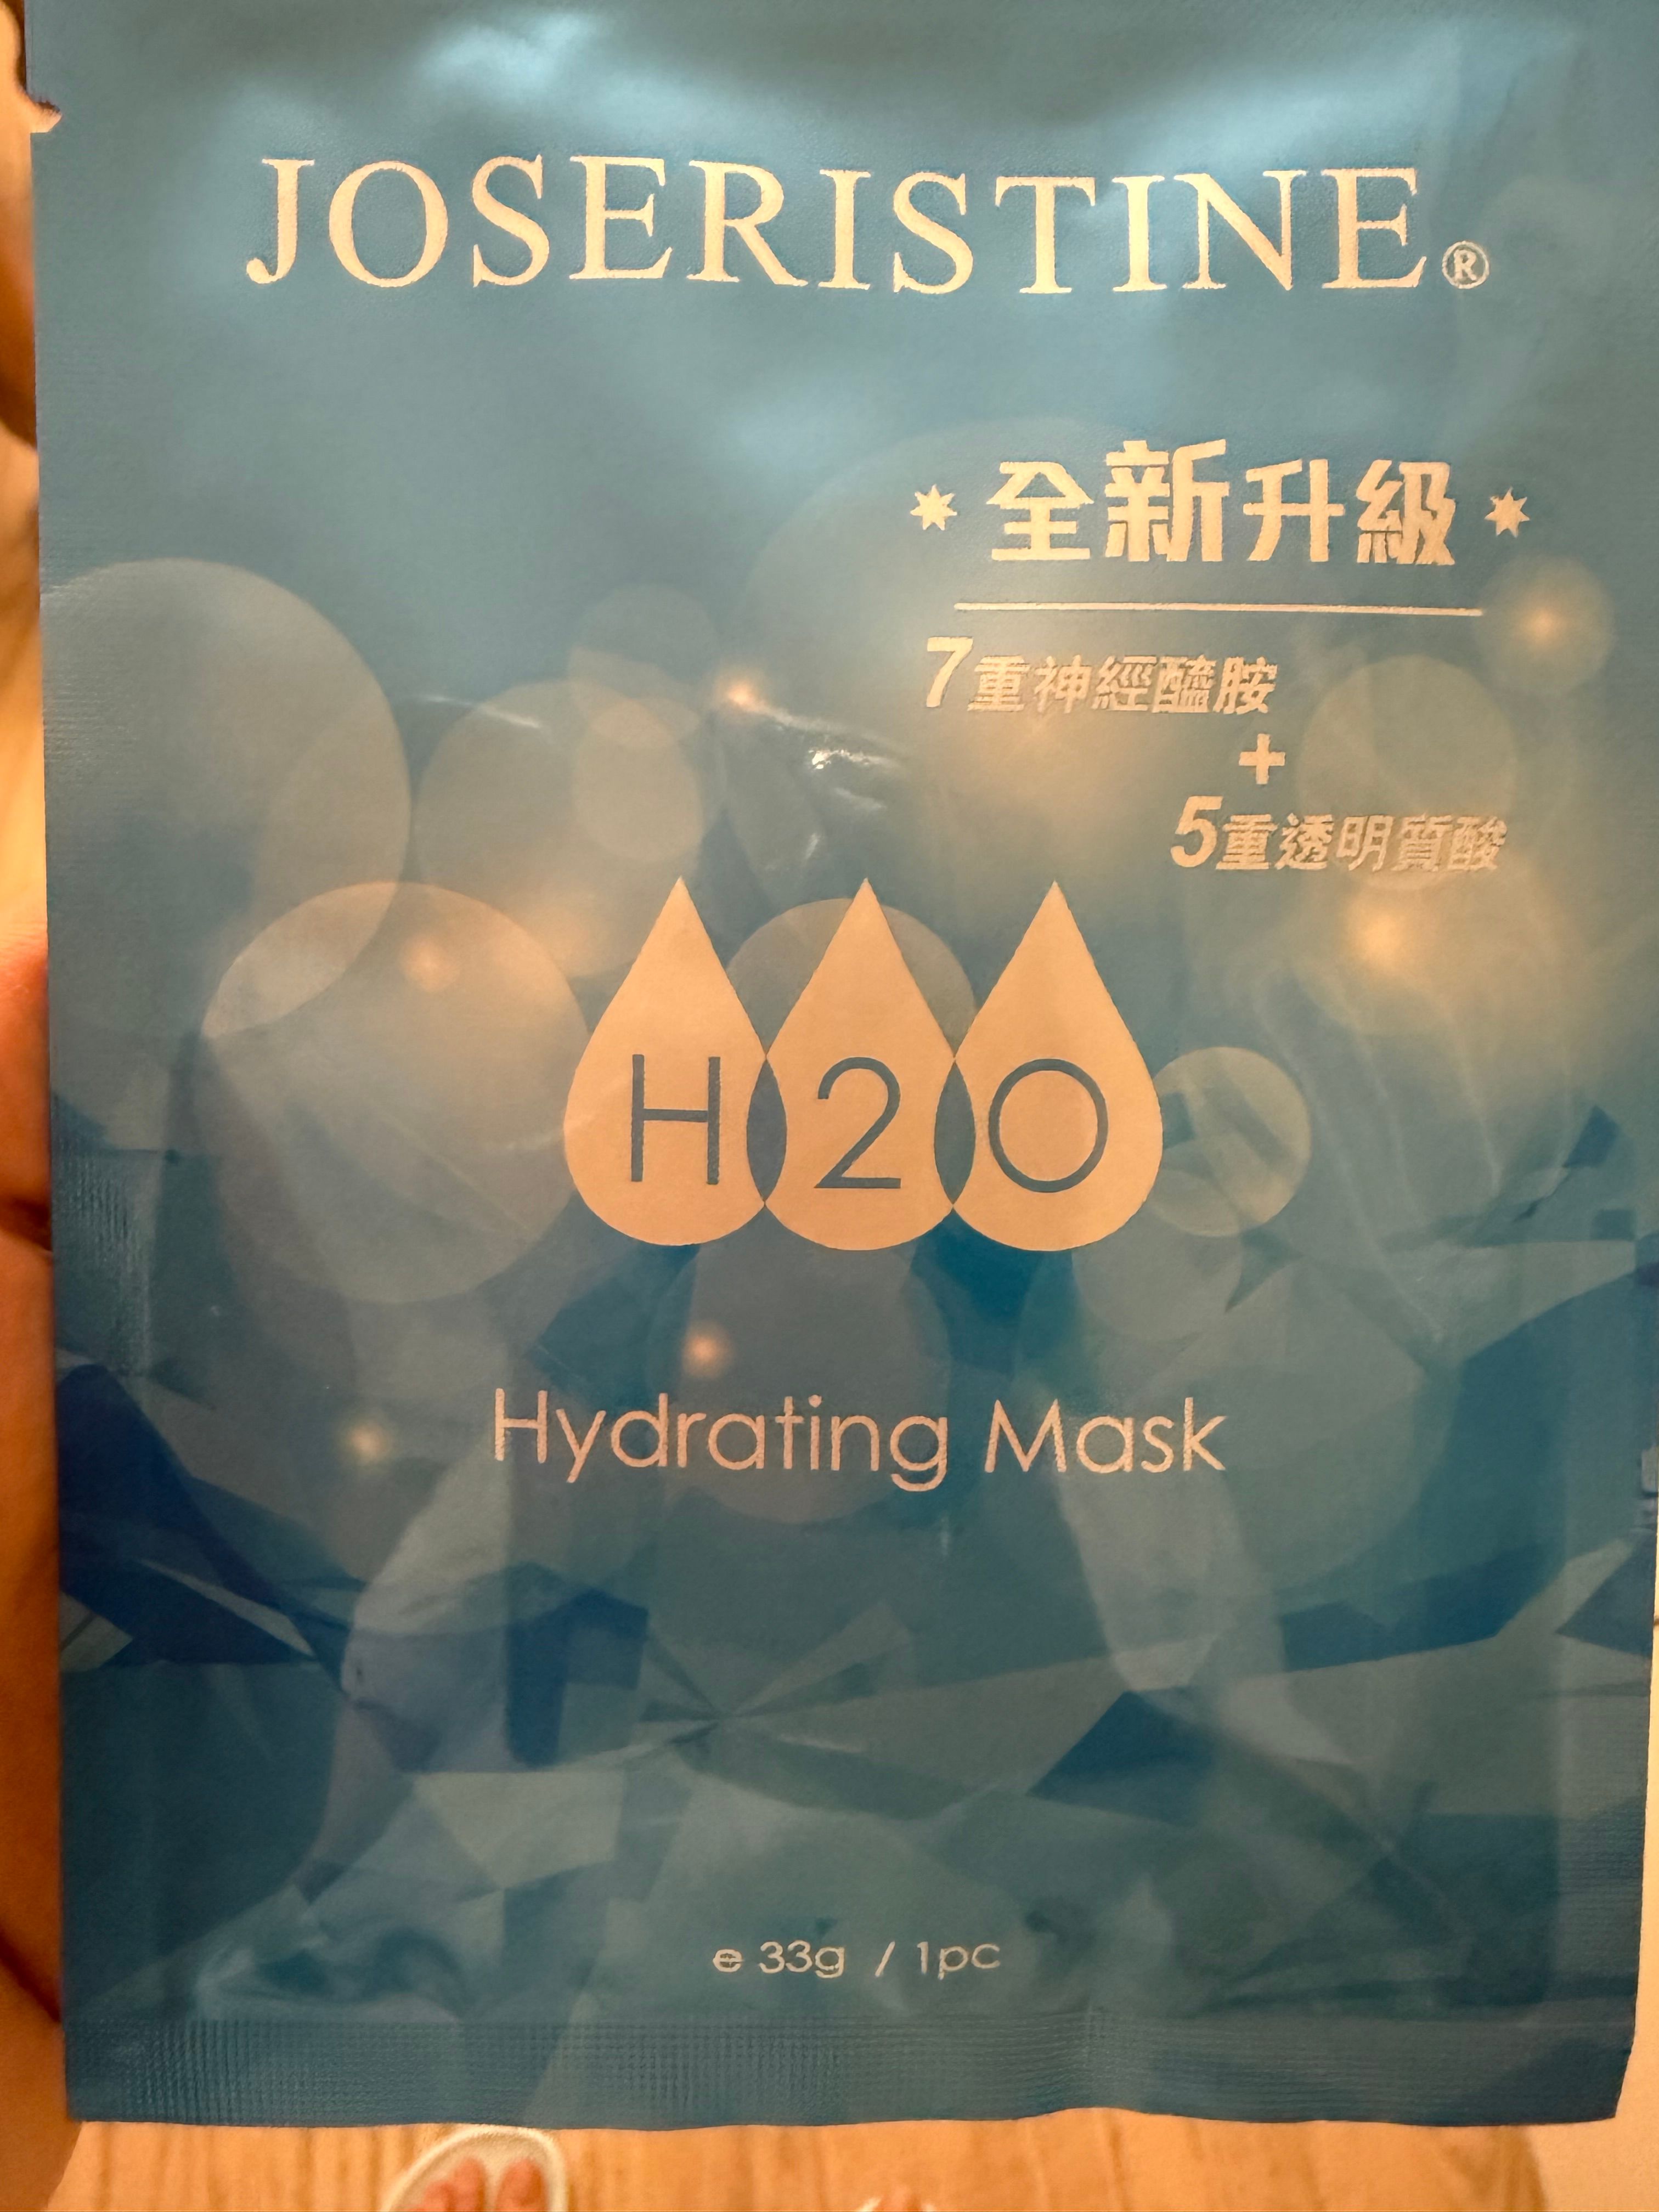 JOSERISTINE®
全新升級
7重神經醯胺
+
5重透明質酸
H2O
Hydrating Mask
℮ 33g / 1pc